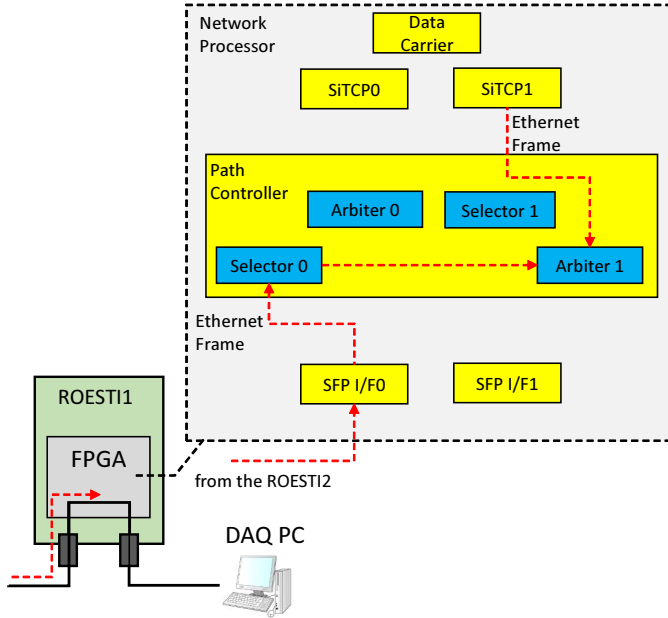 Network
Processor
Data
Carrier
SiTCP0
SiTCP1
Ethernet
Frame
Path
Controller
Arbiter 0
Selector 1
Selector 0
Arbiter 1
Ethernet
Frame
SFP I/F0
SFP I/F1
ROESTI1
FPGA
from the ROESTI2
DAQ PC